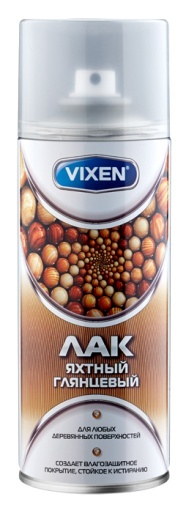 VIXEN®
ЛАК
ЯХТНЫЙ
ГЛЯНЦЕВЫЙ
ДЛЯ ЛЮБЫХ
ДЕРЕВЯННЫХ ПОВЕРХНОСТЕЙ
СОЗДАЕТ ВЛАГОЗАЩИТНОЕ
ПОКРЫТИЕ, СТОЙКОЕ К ИСТИРАНИЮ